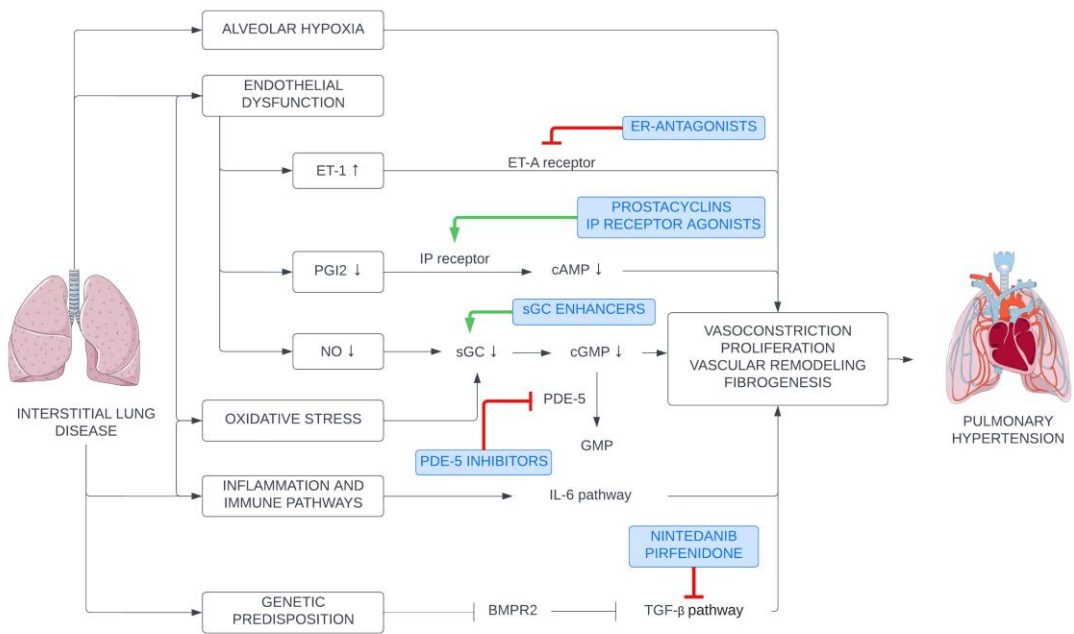 ALVEOLAR HYPOXIA
ENDOTHELIAL
DYSFUNCTION
ER-ANTAGONISTS
ET-1 ↑
ET-A receptor
PROSTACYCLINS
IP RECEPTOR AGONISTS
PGI2 ↓
IP receptor
cAMP ↓
sGC ENHANCERS
NO ↓
sGC ↓
cGMP ↓
VASOCONSTRICTION
PROLIFERATION
VASCULAR REMODELING
FIBROGENESIS
INTERSTITIAL LUNG
DISEASE
OXIDATIVE STRESS
PDE-5
GMP
PDE-5 INHIBITORS
PULMONARY
HYPERTENSION
INFLAMMATION AND
IMMUNE PATHWAYS
IL-6 pathway
NINTEDANIB
PIRFENIDONE
GENETIC
PREDISPOSITION
BMPR2
TGF-β pathway